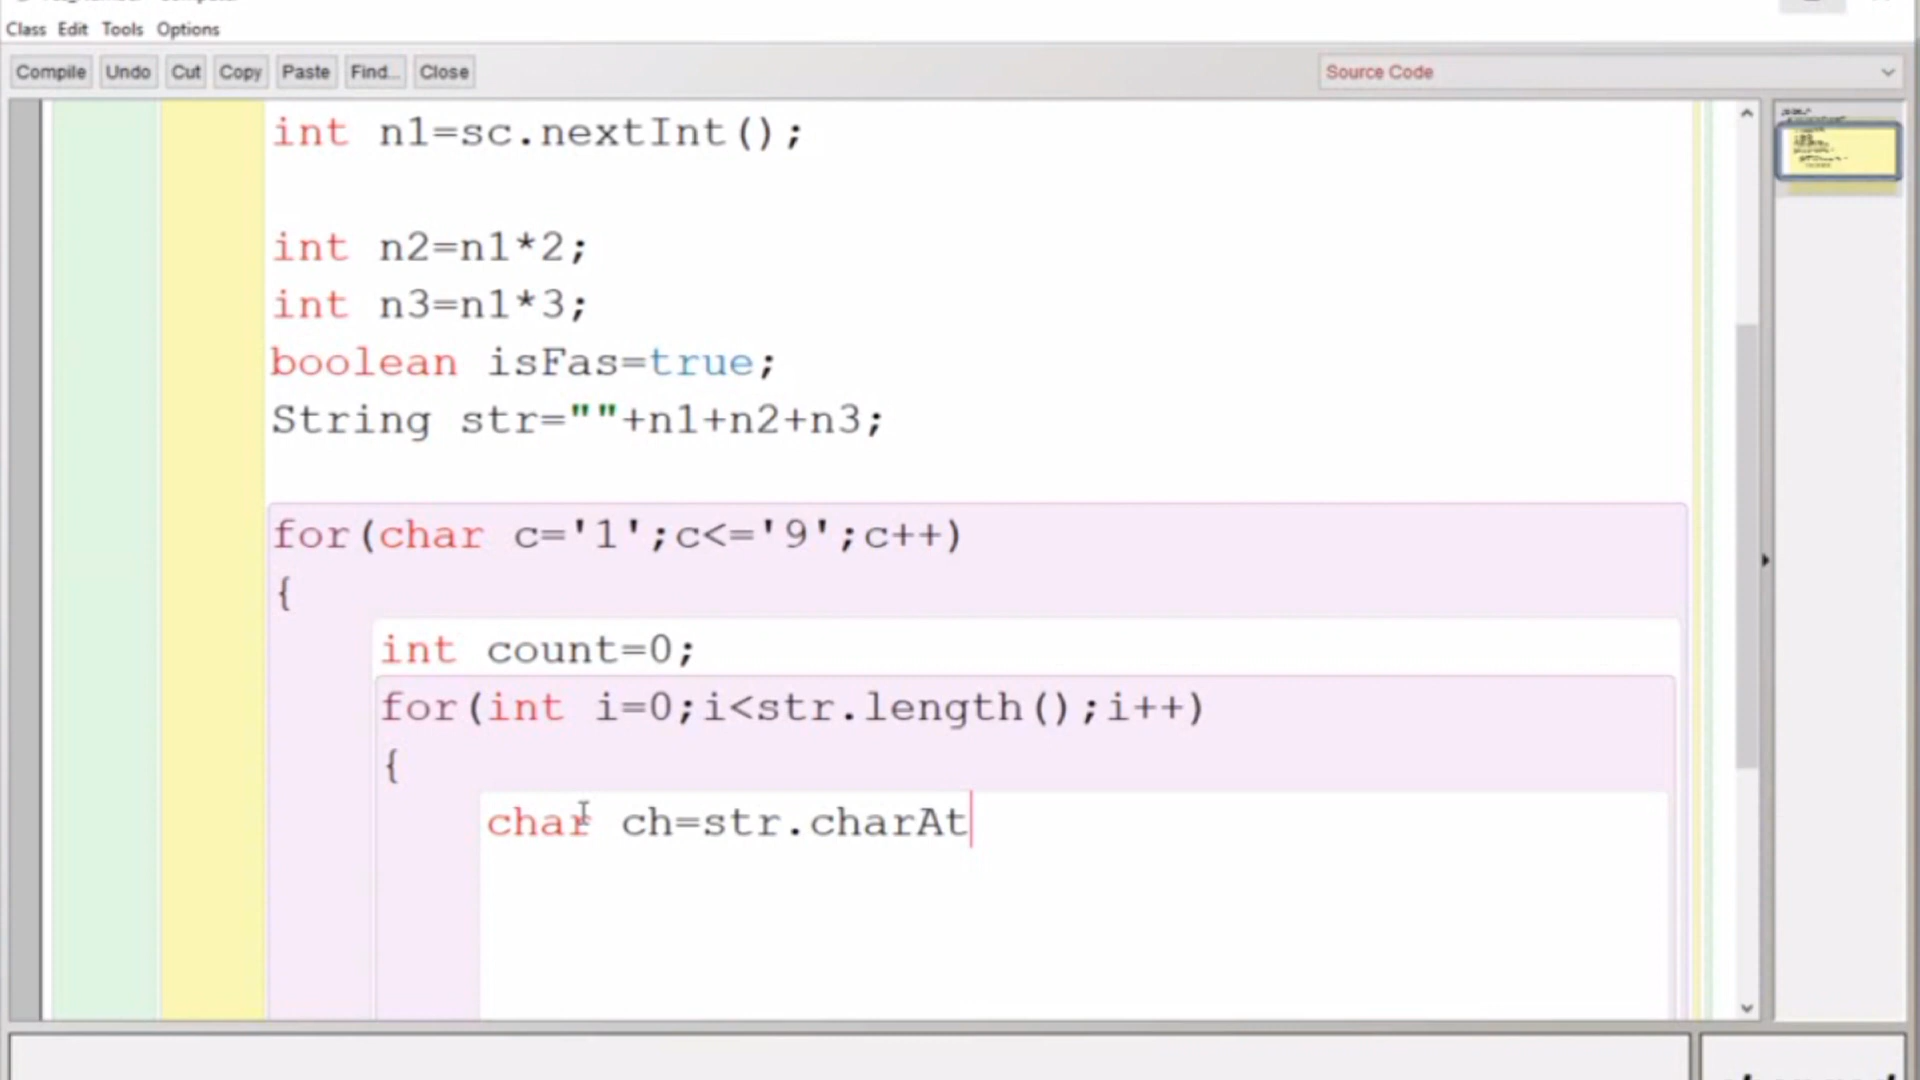 Class Edit Tools Options
Compile Undo Cut Copy Paste Find... Close Source Code
int n1=sc.nextInt();
int n2=n1*2;
int n3=n1*3;
boolean isFas=true;
String str=""+n1+n2+n3;
for(char c='1';c<='9';c++)
{
int count=0;
for(int i=0;i<str.length();i++)
{
char ch=str.charAt